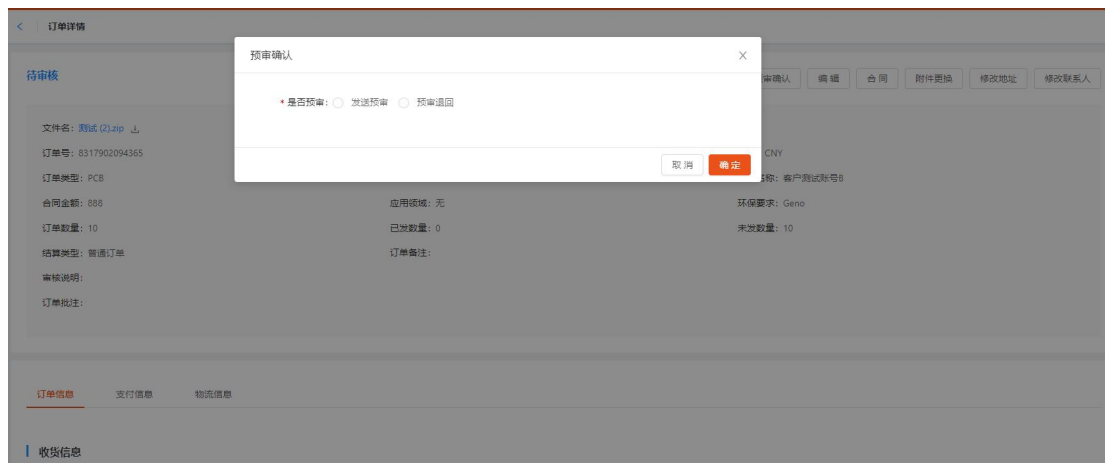 订单详情
预审确认
待审核
审确认 编辑 合同 附件更换 修改地址 修改联系人
* 是否预审: 发送预审 预审退回
文件名: 测试 (2).zip
取消 确定
订单号: 8317902094365 CNY
订单类型: PCB 名称: 客户测试账号B
合同金额: 888 应用领域: 无 环保要求: Geno
订单数量: 10 已发数量: 0 未发数量: 10
结算类型: 普通订单 订单备注:
审核说明:
订单批注:
订单信息 支付信息 物流信息
收货信息